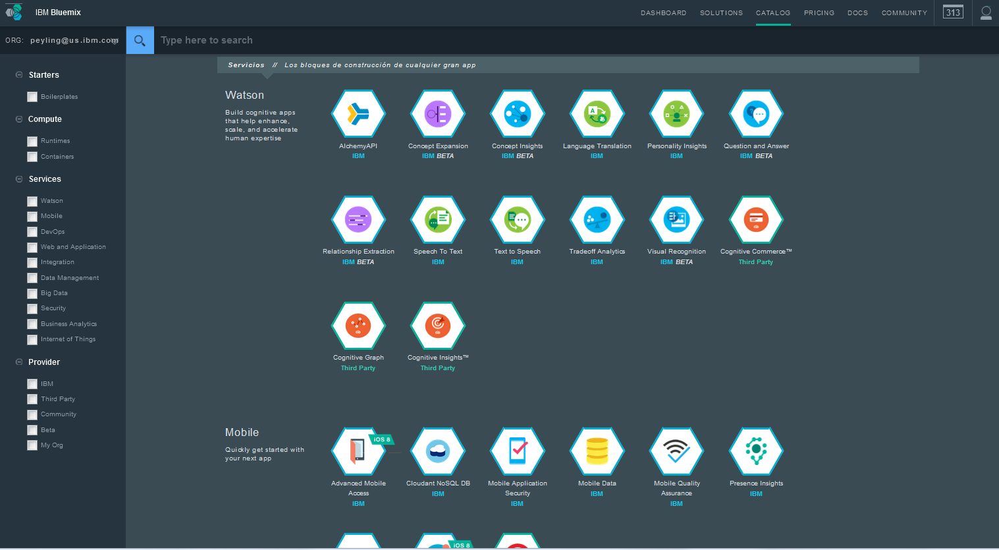 IBM Bluemix
DASHBOARD SOLUTIONS CATALOG PRICING DOCS COMMUNITY 313
ORG: peyling@us.ibm.com
Type here to search
Starters
Boilerplates
Compute
Runtimes
Containers
Services
Watson
Mobile
DevOps
Web and Application
Integration
Data Management
Big Data
Security
Business Analytics
Internet of Things
Provider
IBM
Third Party
Community
Beta
My Org
Servicios // Los bloques de construcción de cualquier gran app
Watson
Build cognitive apps
that help enhance,
scale, and accelerate
human expertise
AlchemyAPI
IBM
Concept Expansion
IBM BETA
Concept Insights
IBM BETA
Language Translation
IBM
Personality Insights
IBM
Question and Answer
IBM BETA
Relationship Extraction
IBM BETA
Speech To Text
IBM
Text to Speech
IBM
Tradeoff Analytics
IBM
Visual Recognition
IBM BETA
Cognitive Commerce™
Third Party
Cognitive Graph
Third Party
Cognitive Insights™
Third Party
Mobile
Quickly get started with
your next app
iOS 8
Advanced Mobile
Access
IBM
Cloudant NoSQL DB
IBM
Mobile Application
Security
IBM
Mobile Data
IBM
Mobile Quality
Assurance
IBM
Presence Insights
IBM
iOS 8